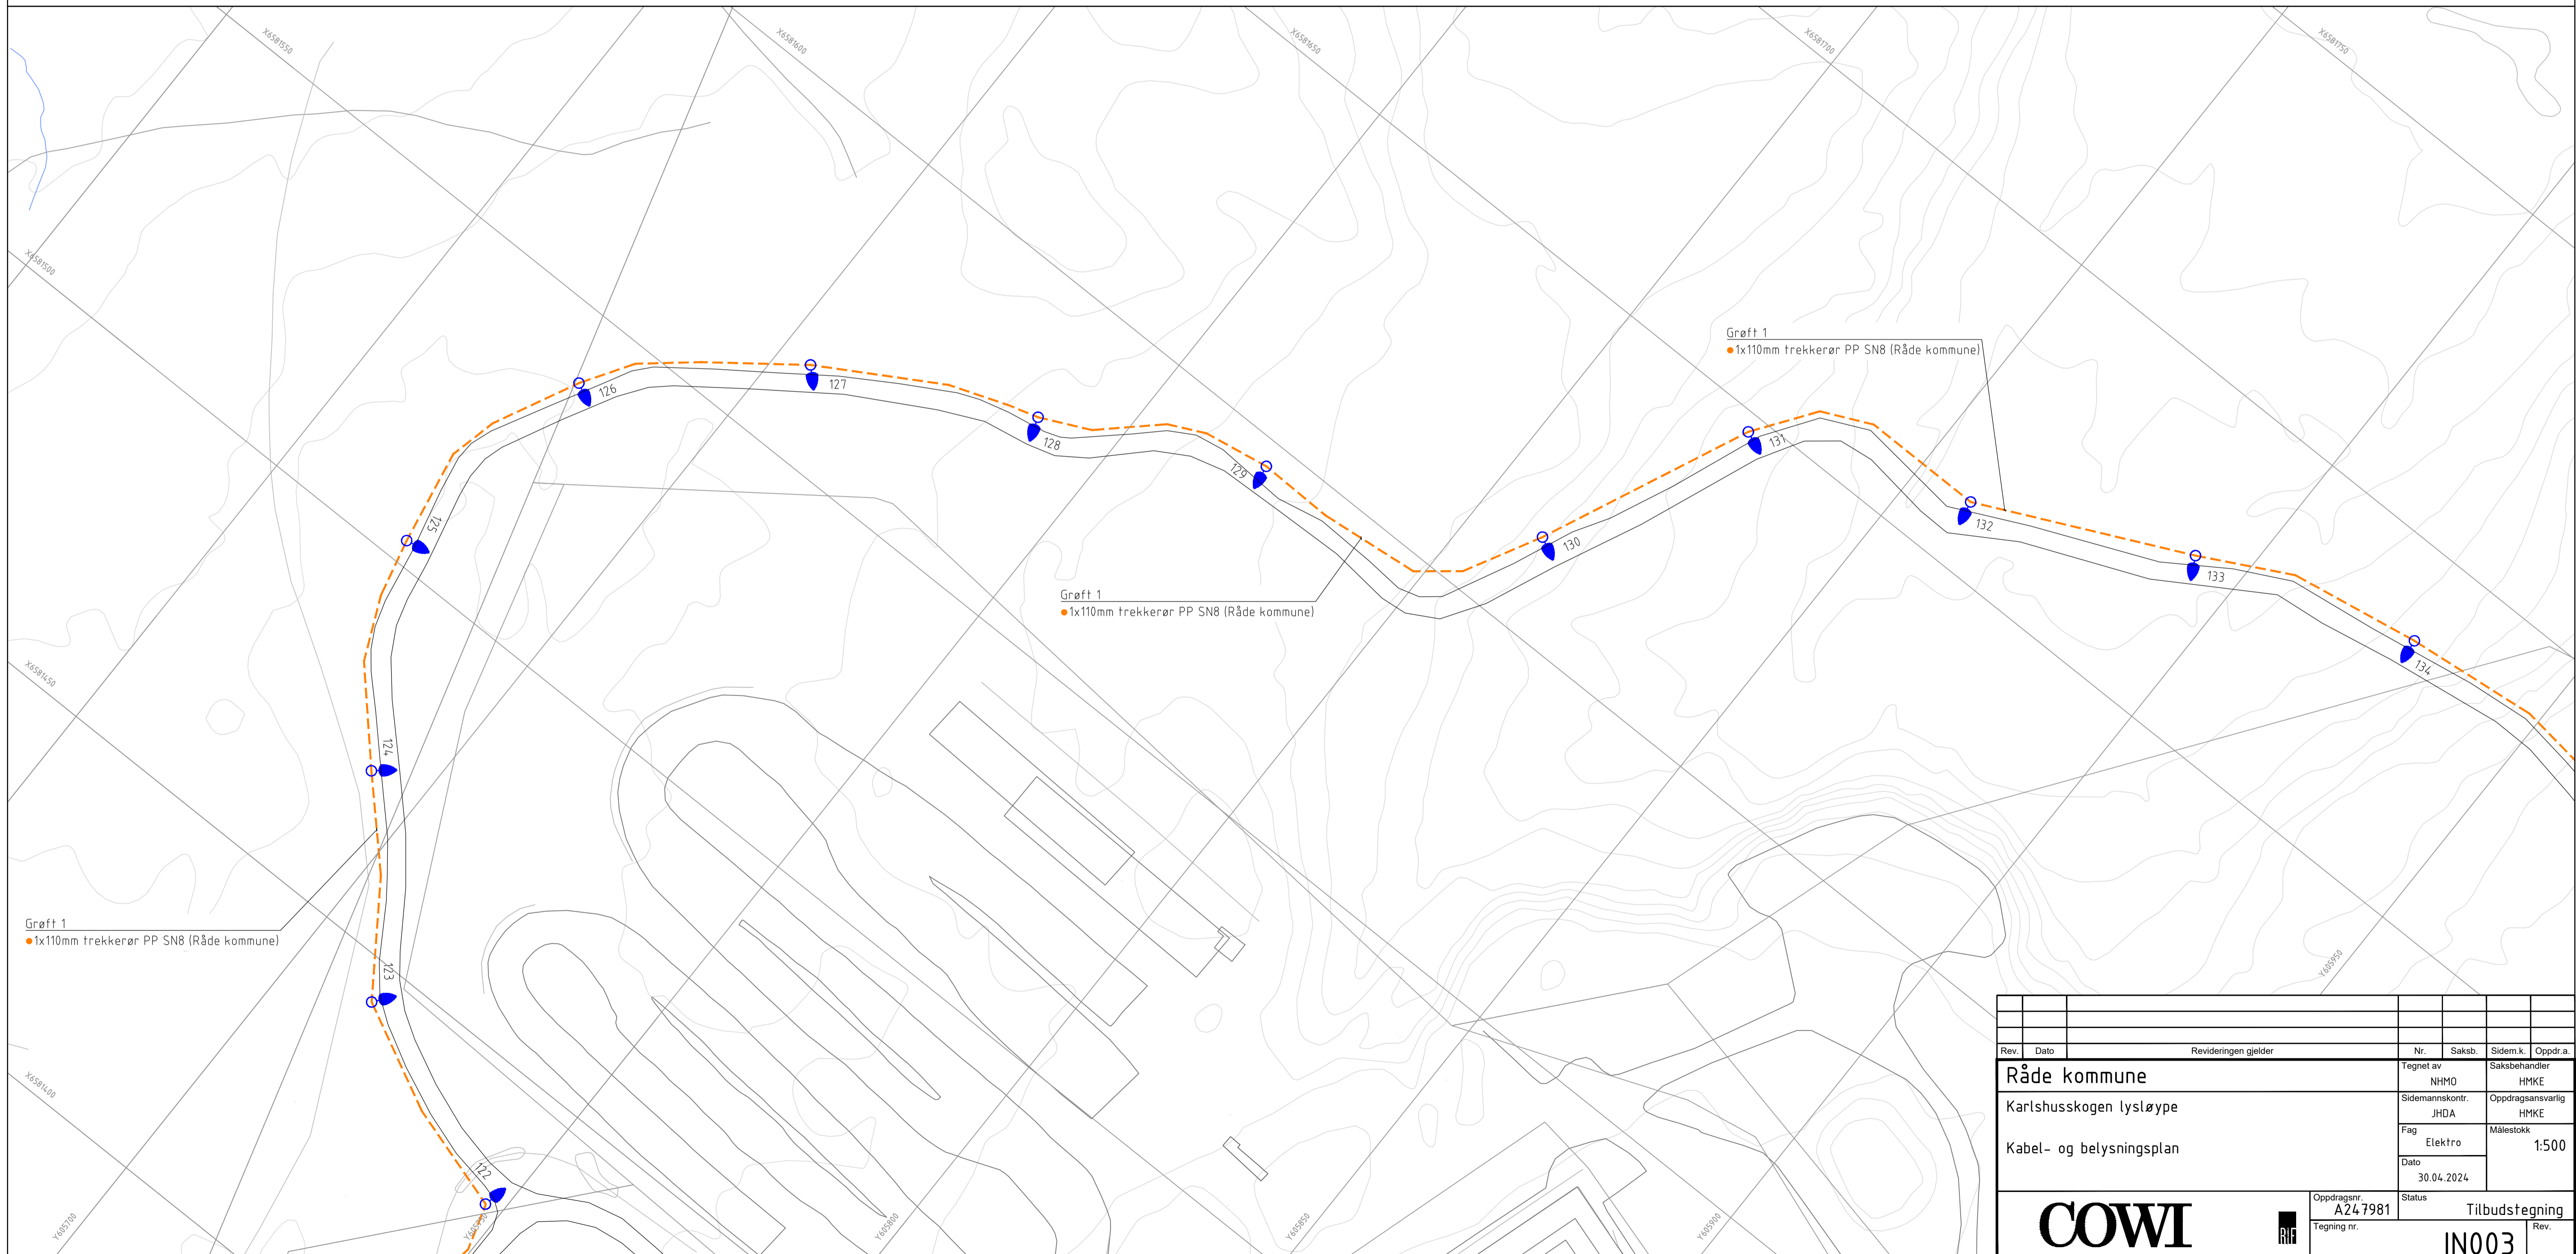 X6581550
X6581600
X6581650
X6581700
X6581750
X6581500
Grøft 1
1x110mm trekkerør PP SN8 (Råde kommune)
126
127
128
129
131
125
132
130
133
Grøft 1
1x110mm trekkerør PP SN8 (Råde kommune)
134
X6581450
124
Grøft 1
1x110mm trekkerør PP SN8 (Råde kommune)
123
Y605950
X6581400
122
Y605700
Y605750
Y605800
Y605850
Y605900
Rev. Dato Revideringen gjelder Nr. Saksb. Sidem.k. Oppdr.a.
Råde kommune
Tegnet av
NHMO
Saksbehandler
HMKE
Karlshusskogen lysløype
Sidemannskontr.
JHDA
Oppdragsansvarlig
HMKE
Kabel- og belysningsplan
Fag
Elektro
Målestokk
1:500
Dato
30.04.2024
COWI
RIF
Oppdragsnr.
A247981
Status
Tilbudstegning
Tegning nr.
IN003
Rev.